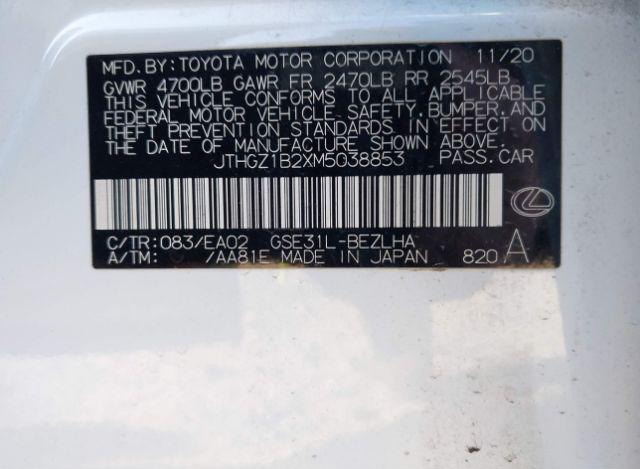 MFD.BY:TOYOTA MOTOR CORPORATION 11/20
GVWR 4700LB GAWR FR 2470LB RR 2545LB
THIS VEHICLE CONFORMS TO ALL APPLICABLE
FEDERAL MOTOR VEHICLE SAFETY,BUMPER,AND
THEFT PREVENTION STANDARDS IN EFFECT ON
THE DATE OF MANUFACTURE SHOWN ABOVE.
JTHGZ1B2XM5038853 PASS.CAR
C/TR:083/EA02 GSE31L-BEZLHA
A/TM: /AA81E MADE IN JAPAN 820 A